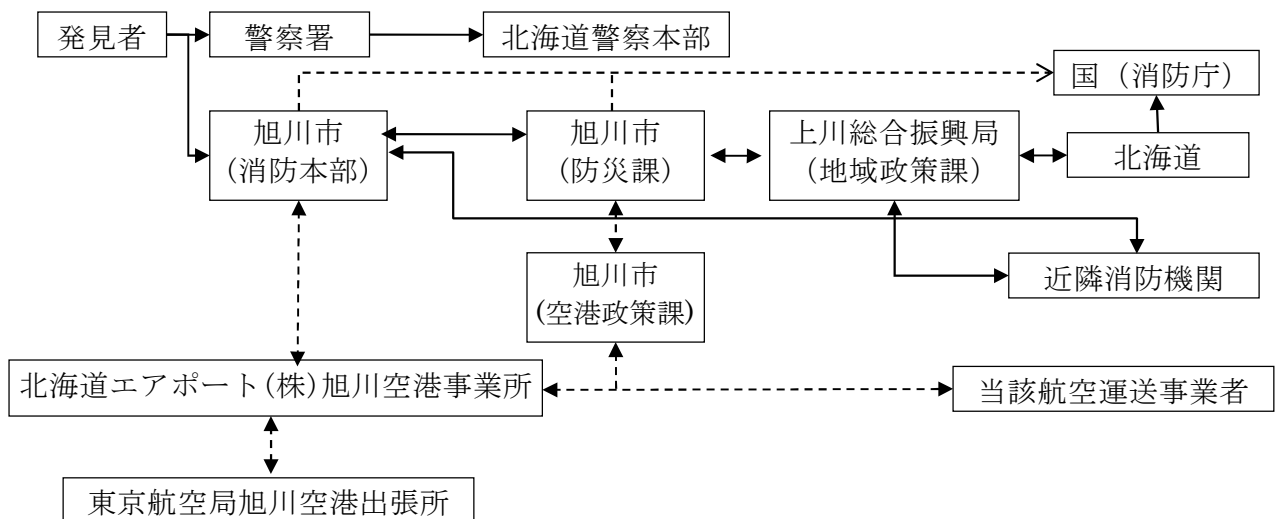 発見者
警察署
北海道警察本部
国（消防庁）
旭川市
(消防本部)
旭川市
(防災課)
上川総合振興局
(地域政策課)
北海道
近隣消防機関
旭川市
(空港政策課)
北海道エアポート(株)旭川空港事業所
当該航空運送事業者
東京航空局旭川空港出張所